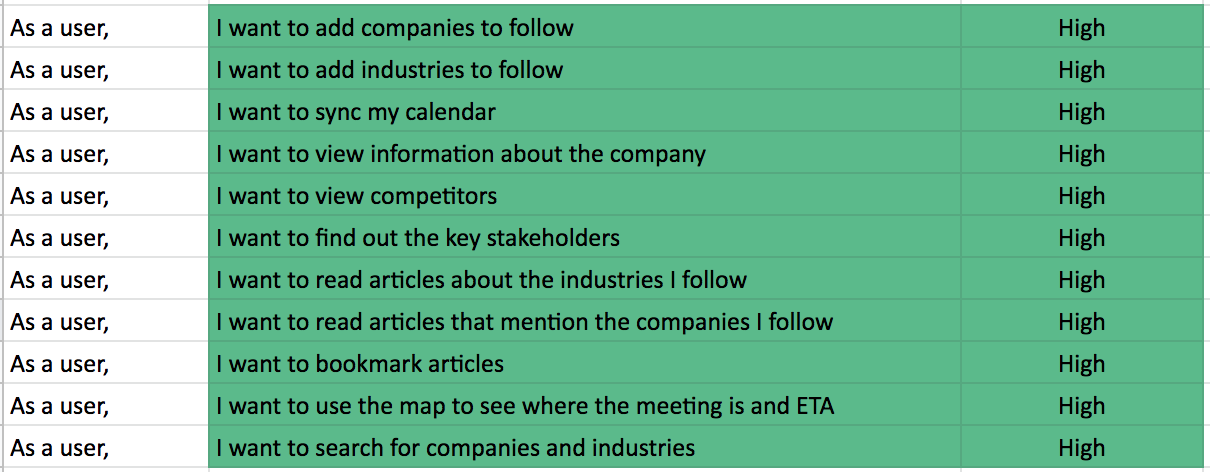 As a user, I want to add companies to follow High
As a user, I want to add industries to follow High
As a user, I want to sync my calendar High
As a user, I want to view information about the company High
As a user, I want to view competitors High
As a user, I want to find out the key stakeholders High
As a user, I want to read articles about the industries I follow High
As a user, I want to read articles that mention the companies I follow High
As a user, I want to bookmark articles High
As a user, I want to use the map to see where the meeting is and ETA High
As a user, I want to search for companies and industries High